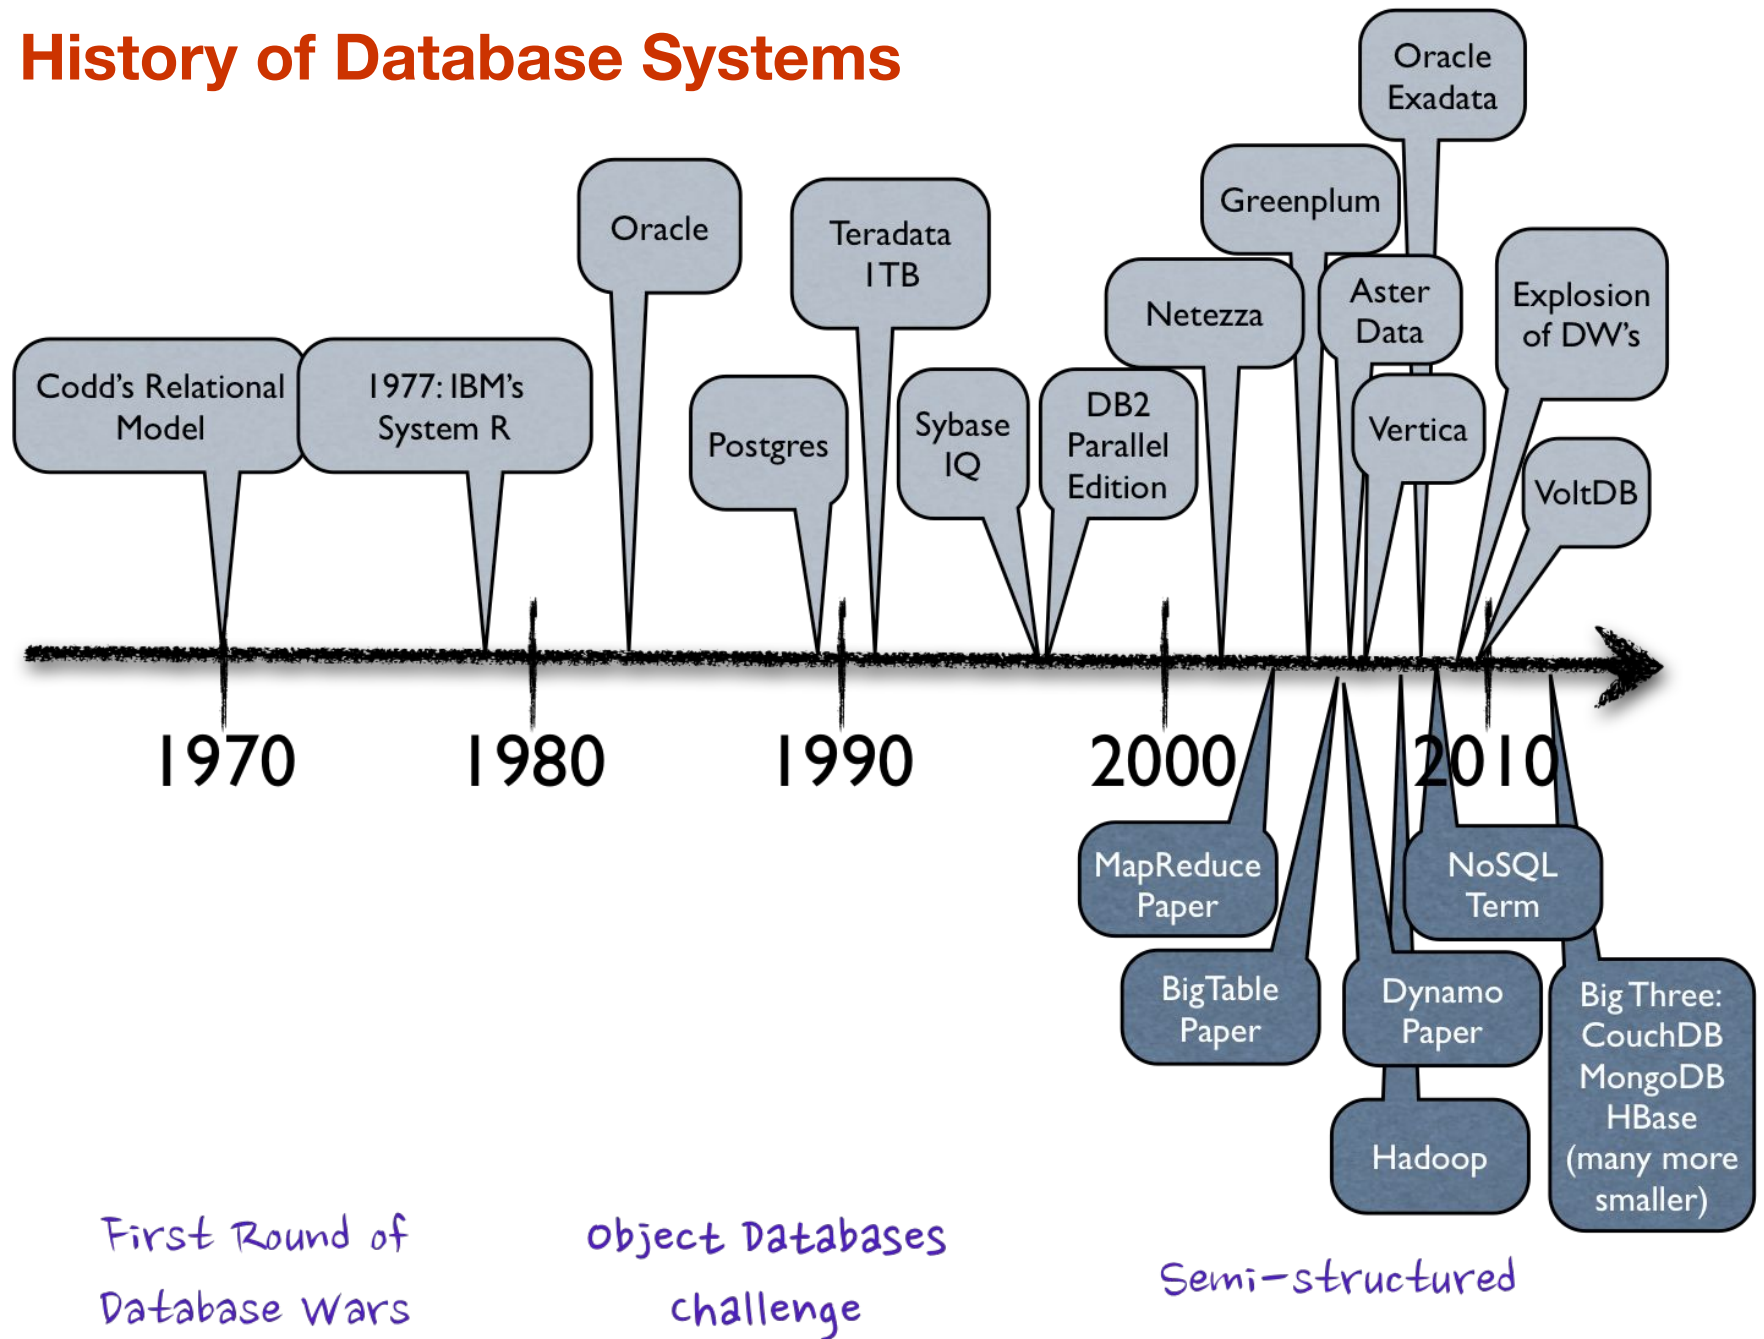 History of Database Systems
Oracle
Exadata
Oracle
Teradata
1TB
Greenplum
Netezza
Aster
Data
Explosion
of DW's
Codd's Relational
Model
1977: IBM's
System R
Postgres
Sybase
IQ
DB2
Parallel
Edition
Vertica
VoltDB
1970
1980
1990
2000
2010
MapReduce
Paper
NoSQL
Term
BigTable
Paper
Dynamo
Paper
Big Three:
CouchDB
MongoDB
HBase
(many more
smaller)
Hadoop
First Round of
Database Wars
Object Databases
challenge
Semi-structured